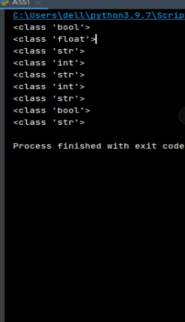 ASS1
C:\Users\dell\python3.9.7\Scrip
<class 'bool'>
<class 'float'>
<class 'str'>
<class 'int'>
<class 'str'>
<class 'int'>
<class 'str'>
<class 'bool'>
<class 'str'>
Process finished with exit code